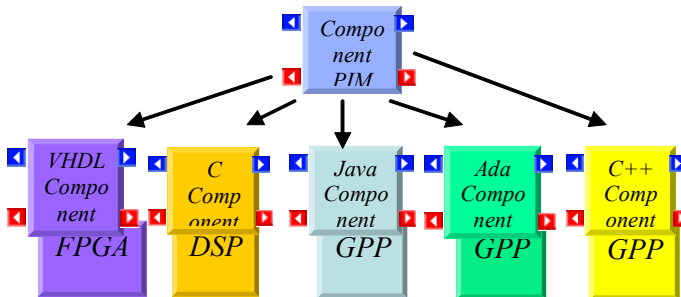 Compo
nent
PIM
VHDL
Compo
nent
FPGA
C
Comp
onent
DSP
Java
Compo
nent
GPP
Ada
Compo
nent
GPP
C++
Comp
onent
GPP